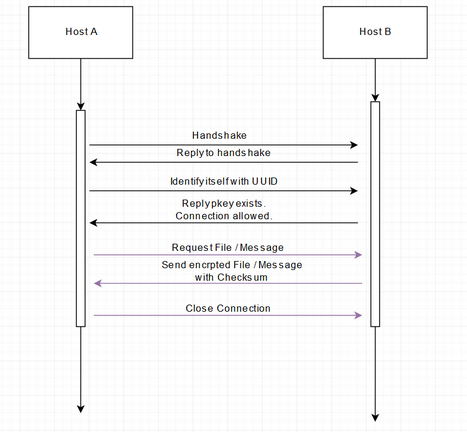 Host A
Host B
Handshake
Reply to handshake
Identify itself with UUID
Reply pkey exists.
Connection allowed.
Request File / Message
Send encrpted File / Message
with Checksum
Close Connection